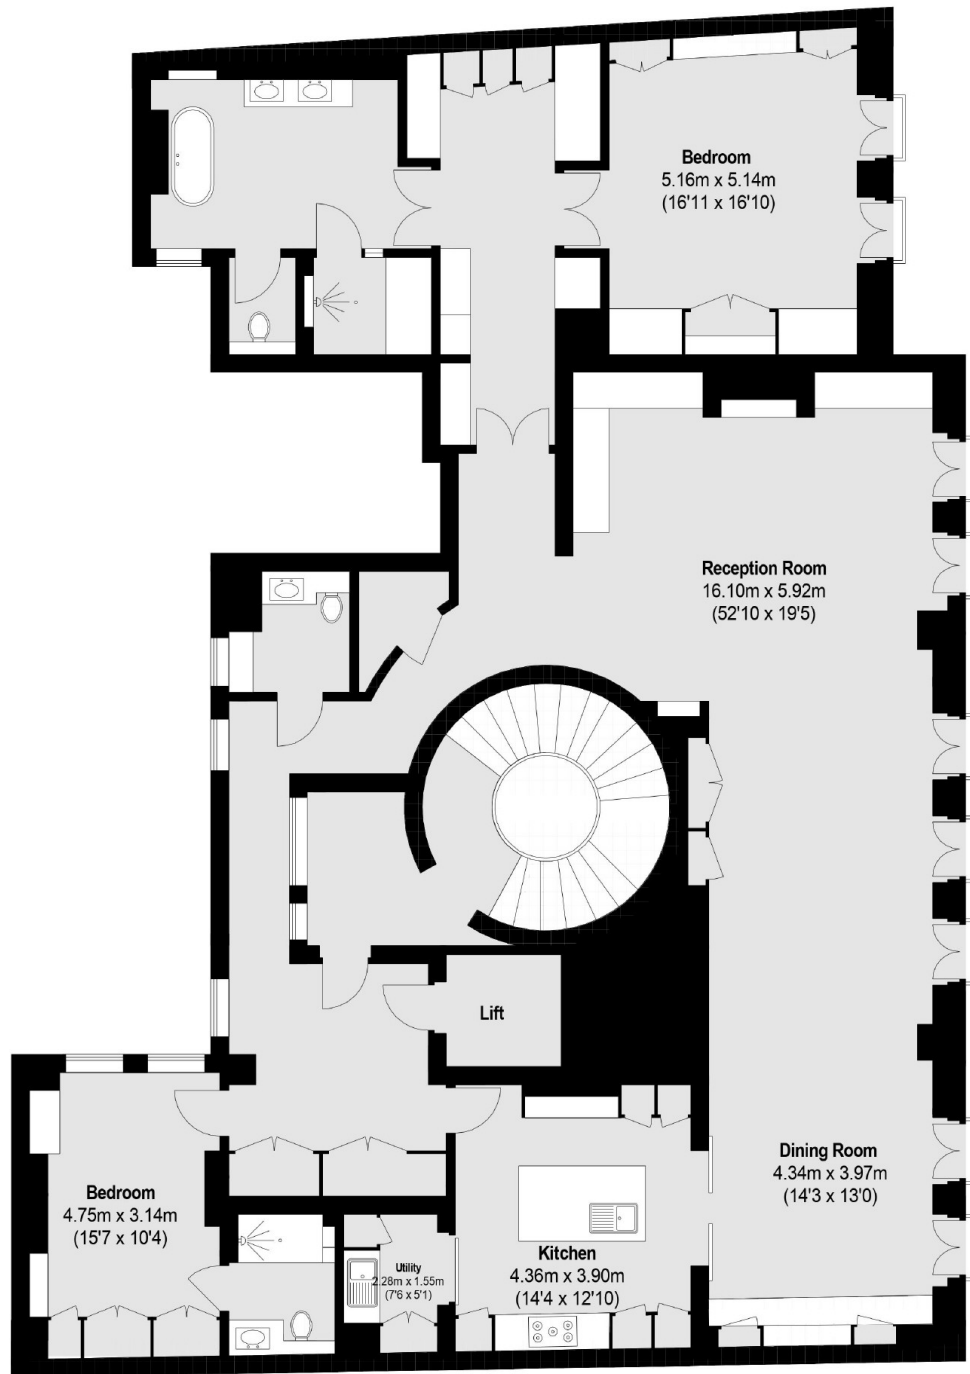 Bedroom
5.16m x 5.14m
(16'11 x 16'10)
Reception Room
16.10m x 5.92m
(52'10 x 19'5)
Lift
Dining Room
4.34m x 3.97m
(14'3 x 13'0)
Bedroom
4.75m x 3.14m
(15'7 x 10'4)
Kitchen
4.36m x 3.90m
(14'4 x 12'10)
Utility
2.28m x 1.55m
(7'6 x 5'1)